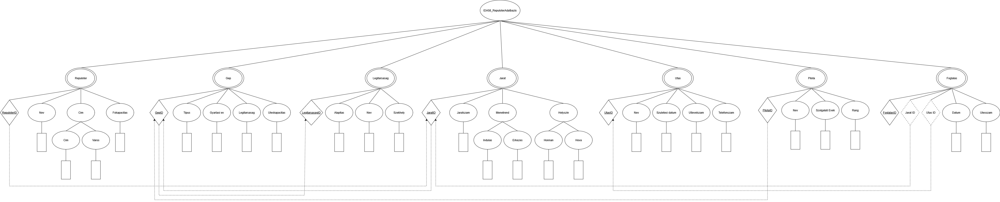 IDA58_RepuloterAdatbazis
Repuloter
Gep
Legitarsasag
Jarat
Utas
Pilota
Foglalas
RepuloterID
Nev
Cim
Fokapacitas
GepID
Tipus
Gyartasi ev
Legitarsasag
Uleskapacitas
LegitarsasagID
Alapitas
Nev
Szekhely
JaratID
Jaratszam
Menetrend
Helyszin
UtasID
Nev
Szuletesi datum
Utlevelszam
Telefonszam
PilotaID
Nev
Szolgalati Evek
Rang
FoglalasID
Jarat ID
Utas ID
Datum
Ulesszam
Cim
Varos
Indulas
Erkezes
Honnan
Hova